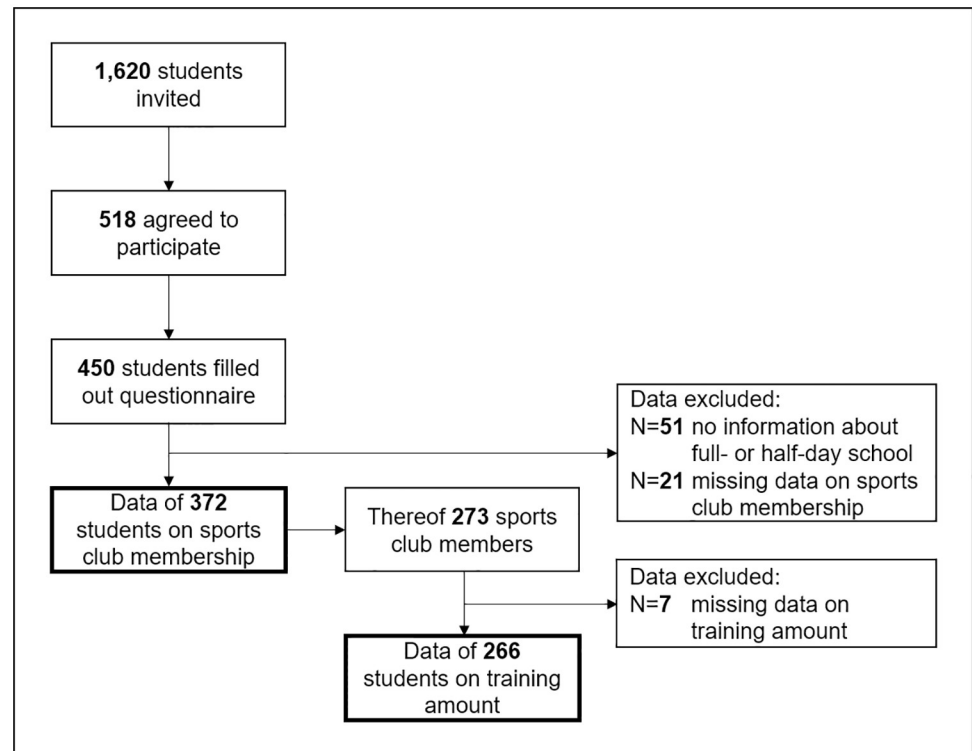 1,620 students
invited
518 agreed to
participate
450 students filled
out questionnaire
Data excluded:
N=51 no information about
full- or half-day school
N=21 missing data on sports
club membership
Data of 372
students on sports
club membership
Thereof 273 sports
club members
Data excluded:
N=7 missing data on
training amount
Data of 266
students on training
amount